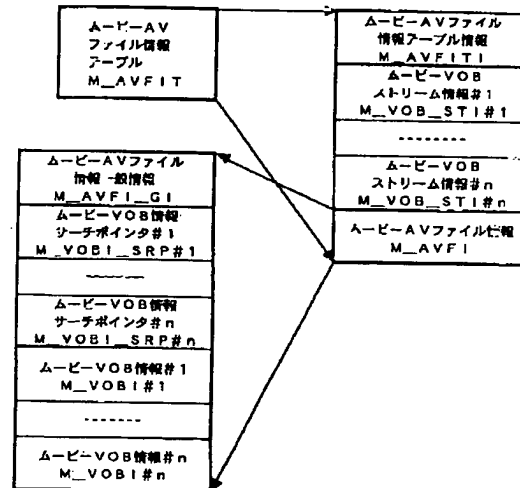 ムービーAV
ファイル情報
テーブル
M_AVFIT
ムービーAVファイル
情報テーブル情報
M_AVFITI
ムービーVOB
ストリーム情報#1
M_VOB_STI#1
--------
ムービーVOB
ストリーム情報#n
M_VOB_STI#n
ムービーAVファイル情報
M_AVFI
ムービーAVファイル
情報一般情報
M_AVFI_GI
ムービーVOB情報
サーチポインタ#1
M_VOBI_SRP#1
ムービーVOB情報
サーチポインタ#n
M_VOBI_SRP#n
ムービーVOB情報#1
M_VOBI#1
-------
ムービーVOB情報#n
M_VOBI#n